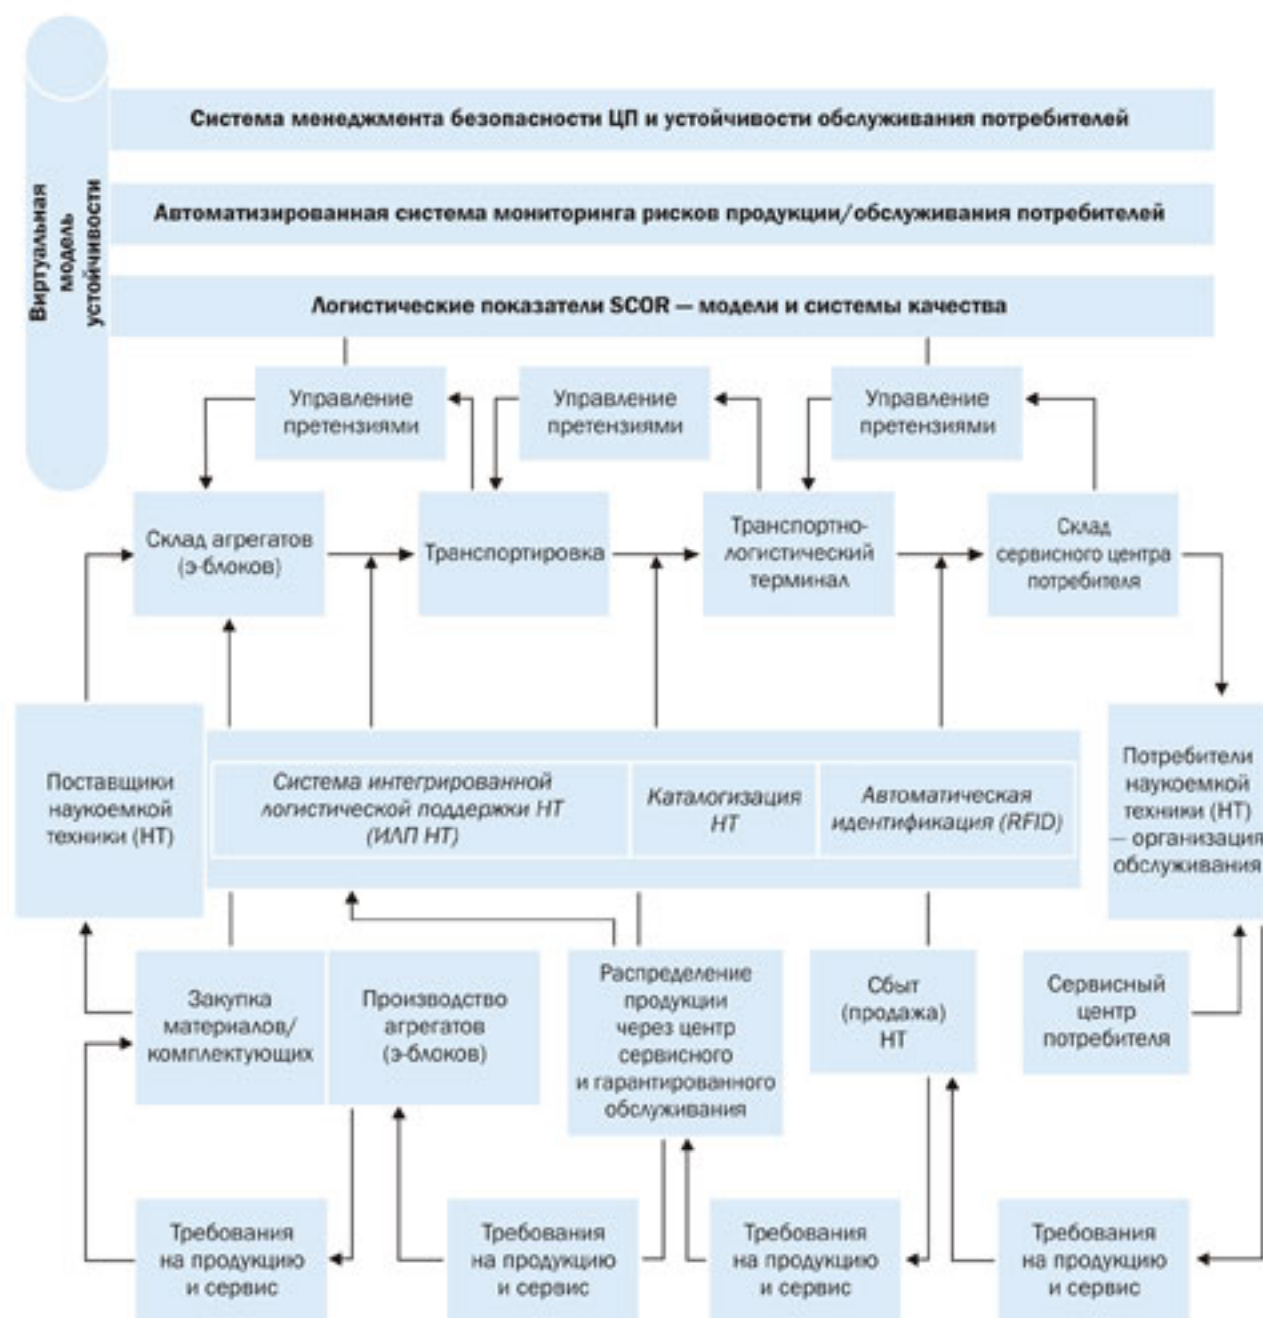 Виртуальная
модель
устойчивости
Система менеджмента безопасности ЦП и устойчивости обслуживания потребителей
Автоматизированная система мониторинга рисков продукции/обслуживания потребителей
Логистические показатели SCOR — модели и системы качества
Управление
претензиями
Управление
претензиями
Управление
претензиями
Склад агрегатов
(э-блоков)
Транспортировка
Транспортно-
логистический
терминал
Склад
сервисного центра
потребителя
Поставщики
наукоемкой
техники (НТ)
Система интегрированной
логистической поддержки НТ
(ИЛП НТ)
Каталогизация
НТ
Автоматическая
идентификация (RFID)
Потребители
наукоемкой
техники (НТ)
— организация
обслуживания
Закупка
материалов/
комплектующих
Производство
агрегатов
(э-блоков)
Распределение
продукции
через центр
сервисного
и гарантированного
обслуживания
Сбыт
(продажа)
НТ
Сервисный
центр
потребителя
Требования
на продукцию
и сервис
Требования
на продукцию
и сервис
Требования
на продукцию
и сервис
Требования
на продукцию
и сервис